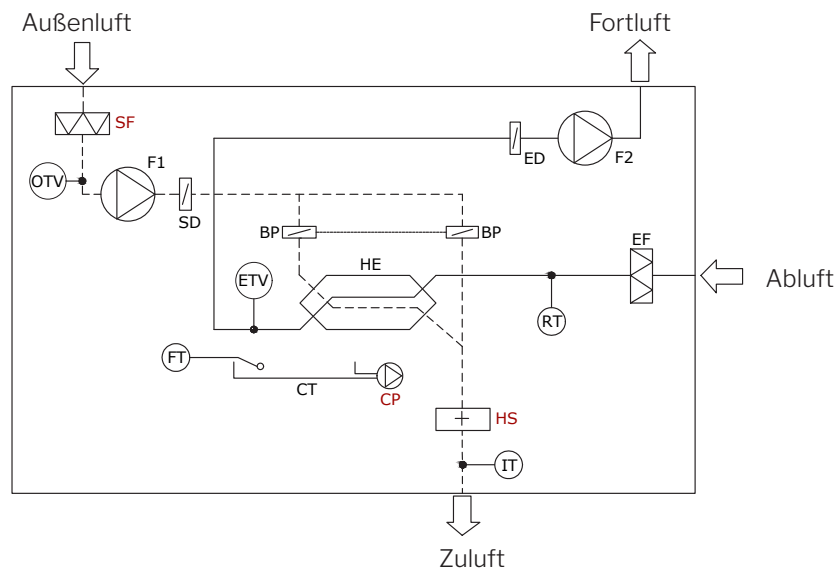 Außenluft
Fortluft
SF
F1
ED
F2
OTV
SD
BP
BP
EF
HE
ETV
Abluft
RT
FT
CT
CP
HS
IT
Zuluft